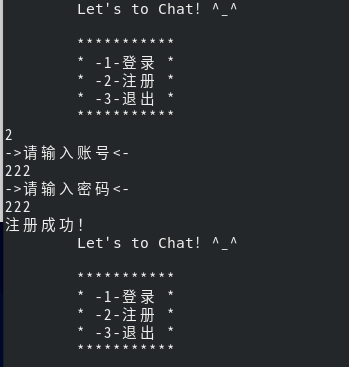 Let's to Chat! ^_^
***********
* -1-登录 *
* -2-注册 *
* -3-退出 *
***********
2
->请输入账号<-
222
->请输入密码<-
222
注册成功!
Let's to Chat! ^_^
***********
* -1-登录 *
* -2-注册 *
* -3-退出 *
***********